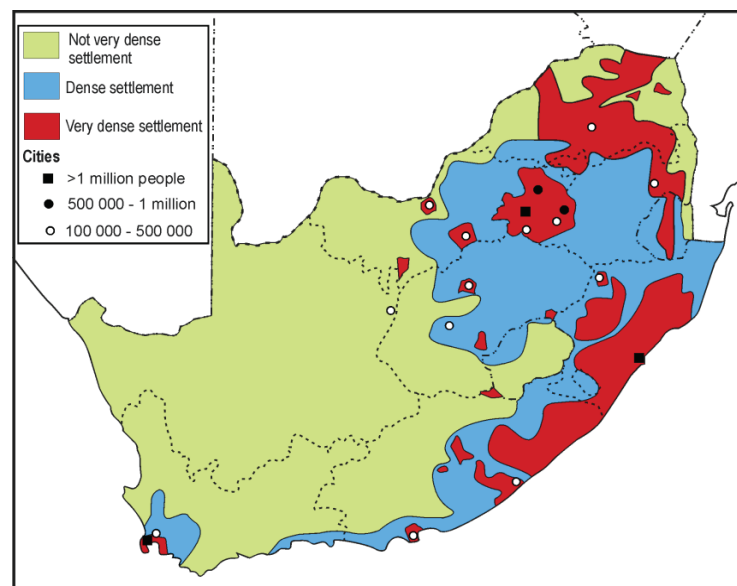 Not very dense
settlement
Dense settlement
Very dense settlement
Cities
>1 million people
500 000 - 1 million
100 000 - 500 000